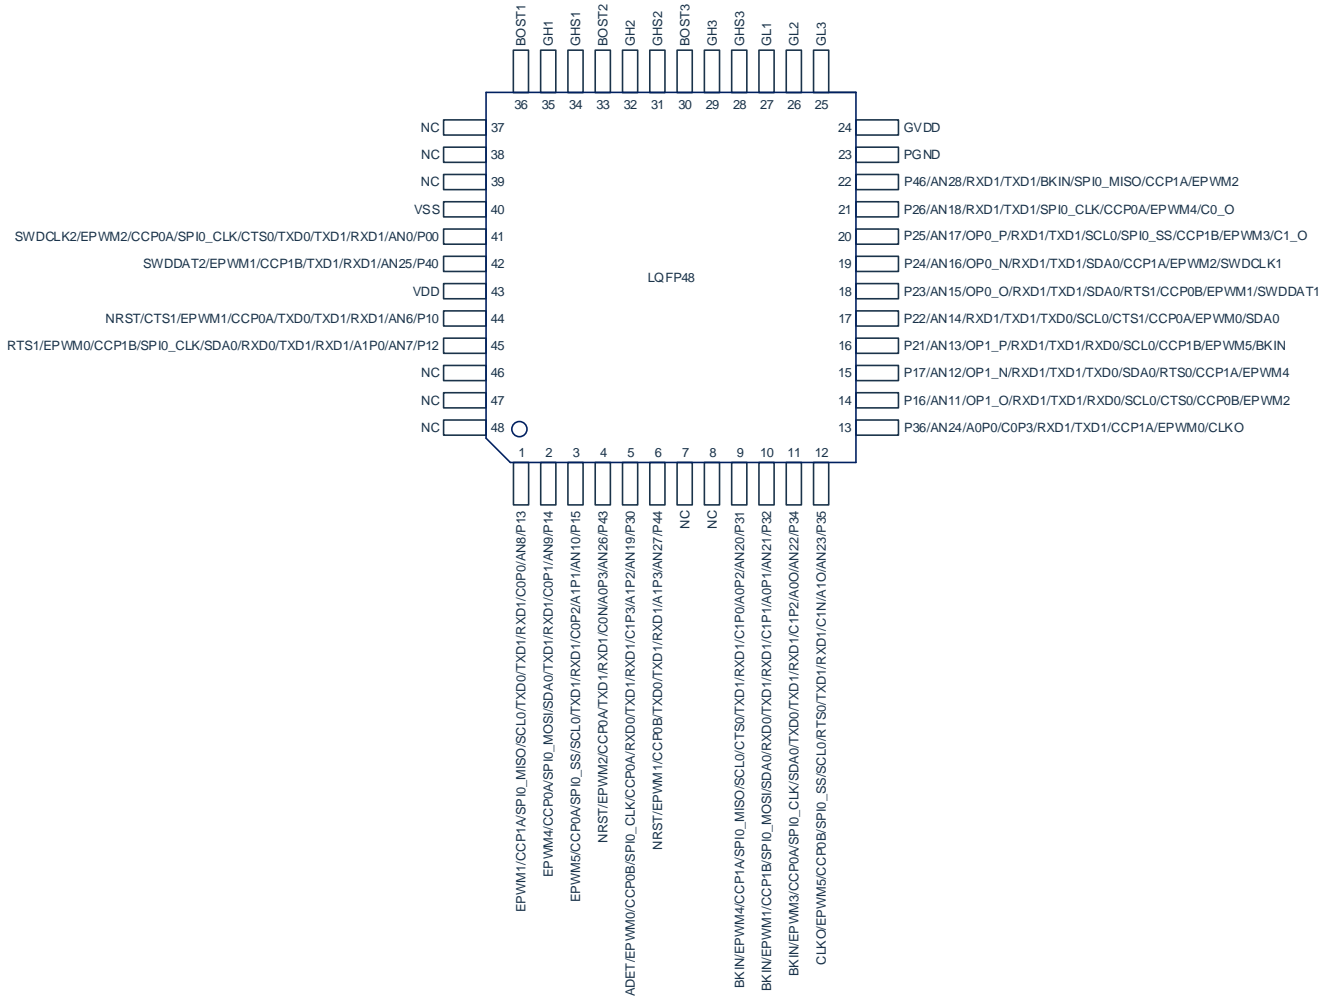 BOST1
GH1
GHS1
BOST2
GH2
GHS2
BOST3
GH3
GHS3
GL1
GL2
GL3
36 35 34 33 32 31 30 29 28 27 26 25
NC 37
NC 38
NC 39
VSS 40
SWDCLK2/EPWM2/CCP0A/SPI0_CLK/CTS0/TXD0/TXD1/RXD1/AN0/P00 41
SWDDAT2/EPWM1/CCP1B/TXD1/RXD1/AN25/P40 42
VDD 43
NRST/CTS1/EPWM1/CCP0A/TXD0/TXD1/RXD1/AN6/P10 44
RTS1/EPWM0/CCP1B/SPI0_CLK/SDA0/RXD0/TXD1/RXD1/A1P0/AN7/P12 45
NC 46
NC 47
NC 48
LQFP48
24 GVDD
23 PGND
22 P46/AN28/RXD1/TXD1/BKIN/SPI0_MISO/CCP1A/EPWM2
21 P26/AN18/RXD1/TXD1/SPI0_CLK/CCP0A/EPWM4/C0_O
20 P25/AN17/OP0_P/RXD1/TXD1/SCL0/SPI0_SS/CCP1B/EPWM3/C1_O
19 P24/AN16/OP0_N/RXD1/TXD1/SDA0/CCP1A/EPWM2/SWDCLK1
18 P23/AN15/OP0_O/RXD1/TXD1/SDA0/RTS1/CCP0B/EPWM1/SWDDAT1
17 P22/AN14/RXD1/TXD1/TXD0/SCL0/CTS1/CCP0A/EPWM0/SDA0
16 P21/AN13/OP1_P/RXD1/TXD1/RXD0/SCL0/CCP1B/EPWM5/BKIN
15 P17/AN12/OP1_N/RXD1/TXD1/TXD0/SDA0/RTS0/CCP1A/EPWM4
14 P16/AN11/OP1_O/RXD1/TXD1/RXD0/SCL0/CTS0/CCP0B/EPWM2
13 P36/AN24/A0P0/C0P3/RXD1/TXD1/CCP1A/EPWM0/CLKO
1 2 3 4 5 6 7 8 9 10 11 12
EPWM1/CCP1A/SPI0_MISO/SCL0/TXD0/TXD1/RXD1/C0P0/AN8/P13
EPWM4/CCP0A/SPI0_MOSI/SDA0/TXD1/RXD1/C0P1/AN9/P14
EPWM5/CCP0A/SPI0_SS/SCL0/TXD1/RXD1/C0P2/A1P1/AN10/P15
NRST/EPWM2/CCP0A/TXD1/RXD1/C0N/A0P3/AN26/P43
ADET/EPWM0/CCP0B/SPI0_CLK/CCP0A/RXD0/TXD1/RXD1/C1P3/A1P2/AN19/P30
NRST/EPWM1/CCP0B/TXD0/TXD1/RXD1/A1P3/AN27/P44
NC
NC
BKIN/EPWM4/CCP1A/SPI0_MISO/SCL0/CTS0/TXD1/RXD1/C1P0/A0P2/AN20/P31
BKIN/EPWM1/CCP1B/SPI0_MOSI/SDA0/RXD0/TXD1/RXD1/C1P1/A0P1/AN21/P32
BKIN/EPWM3/CCP0A/SPI0_CLK/SDA0/TXD0/TXD1/RXD1/C1P2/A0O/AN22/P34
CLKO/EPWM5/CCP0B/SPI0_SS/SCL0/RTS0/TXD1/RXD1/C1N/A1O/AN23/P35